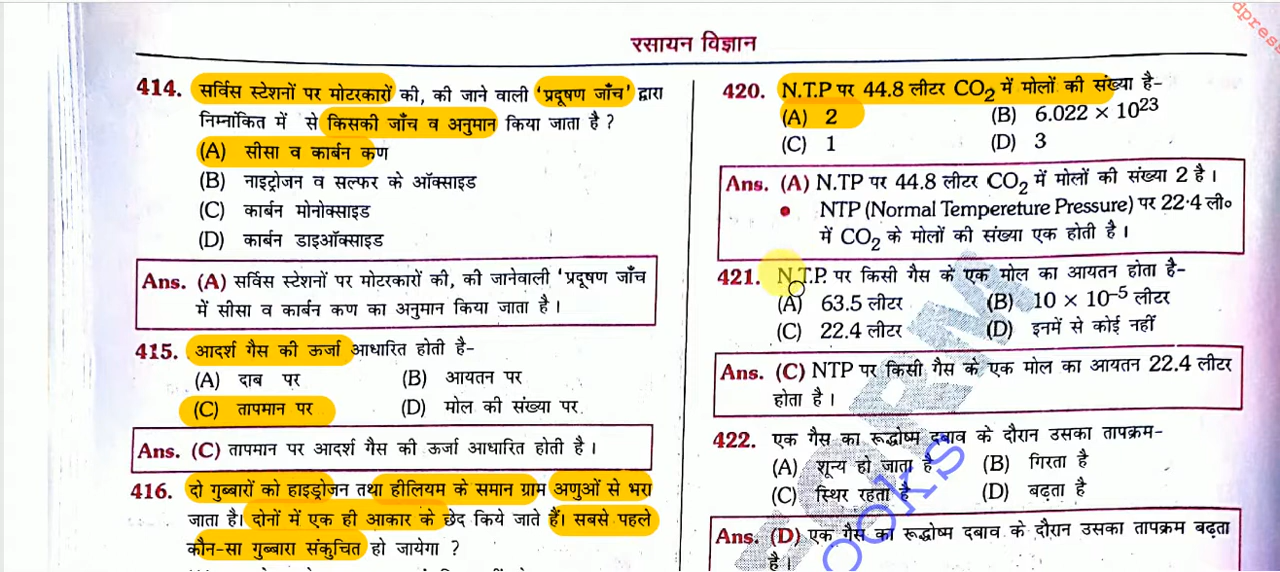 dpress
रसायन विज्ञान
414. सर्विस स्टेशनों पर मोटरकारों की, की जाने वाली ‘प्रदूषण जाँच’ द्वारा
निम्नांकित में से किसकी जाँच व अनुमान किया जाता है ?
(A) सीसा व कार्बन कण
(B) नाइट्रोजन व सल्फर के ऑक्साइड
(C) कार्बन मोनोक्साइड
(D) कार्बन डाइऑक्साइड
Ans. (A) सर्विस स्टेशनों पर मोटरकारों की, की जानेवाली ‘प्रदूषण जाँच
में सीसा व कार्बन कण का अनुमान किया जाता है।
415. आदर्श गैस की ऊर्जा आधारित होती है–
(A) दाब पर (B) आयतन पर
(C) तापमान पर (D) मोल की संख्या पर
Ans. (C) तापमान पर आदर्श गैस की ऊर्जा आधारित होती है।
416. दो गुब्बारों को हाइड्रोजन तथा हीलियम के समान ग्राम अणुओं से भरा
जाता है। दोनों में एक ही आकार के छेद किये जाते हैं। सबसे पहले
कौन-सा गुब्बारा संकुचित हो जायेगा ?
420. N.T.P पर 44.8 लीटर CO₂ में मोलों की संख्या है–
(A) 2 (B) 6.022 × 10²³
(C) 1 (D) 3
Ans. (A) N.TP पर 44.8 लीटर CO₂ में मोलों की संख्या 2 है।
• NTP (Normal Tempereture Pressure) पर 22·4 ली०
में CO₂ के मोलों की संख्या एक होती है।
421. N.T.P. पर किसी गैस के एक मोल का आयतन होता है–
(A) 63.5 लीटर (B) 10 × 10⁻⁵ लीटर
(C) 22.4 लीटर (D) इनमें से कोई नहीं
Ans. (C) NTP पर किसी गैस के एक मोल का आयतन 22.4 लीटर
होता है।
422. एक गैस का रूद्धोष्म दबाव के दौरान उसका तापक्रम–
(A) शून्य हो जाता है (B) गिरता है
(C) स्थिर रहता है (D) बढ़ता है
Ans. (D) एक गैस का रूद्धोष्म दबाव के दौरान उसका तापक्रम बढ़ता
है।